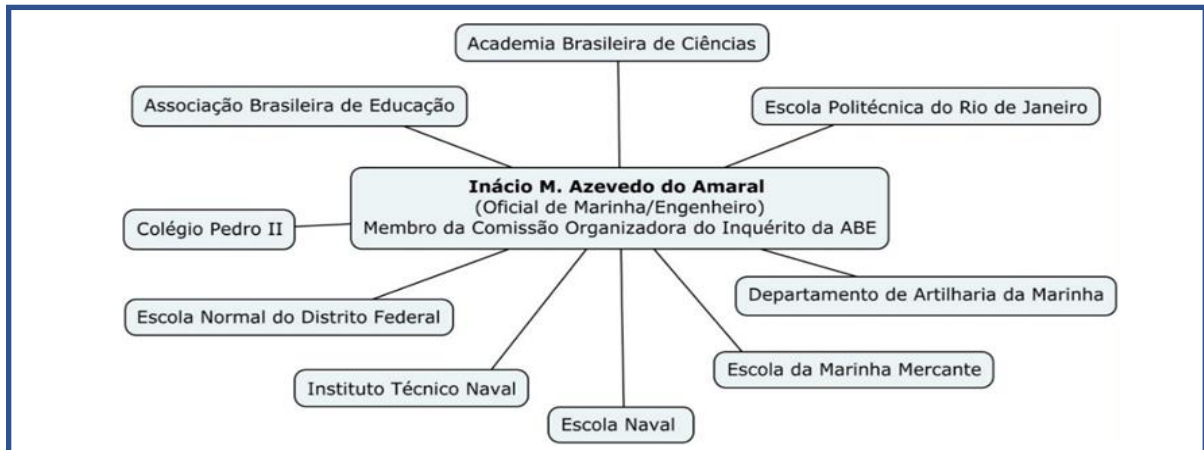 Academia Brasileira de Ciências
Associação Brasileira de Educação
Escola Politécnica do Rio de Janeiro
Inácio M. Azevedo do Amaral
(Oficial de Marinha/Engenheiro)
Membro da Comissão Organizadora do Inquérito da ABE
Colégio Pedro II
Departamento de Artilharia da Marinha
Escola Normal do Distrito Federal
Escola da Marinha Mercante
Instituto Técnico Naval
Escola Naval